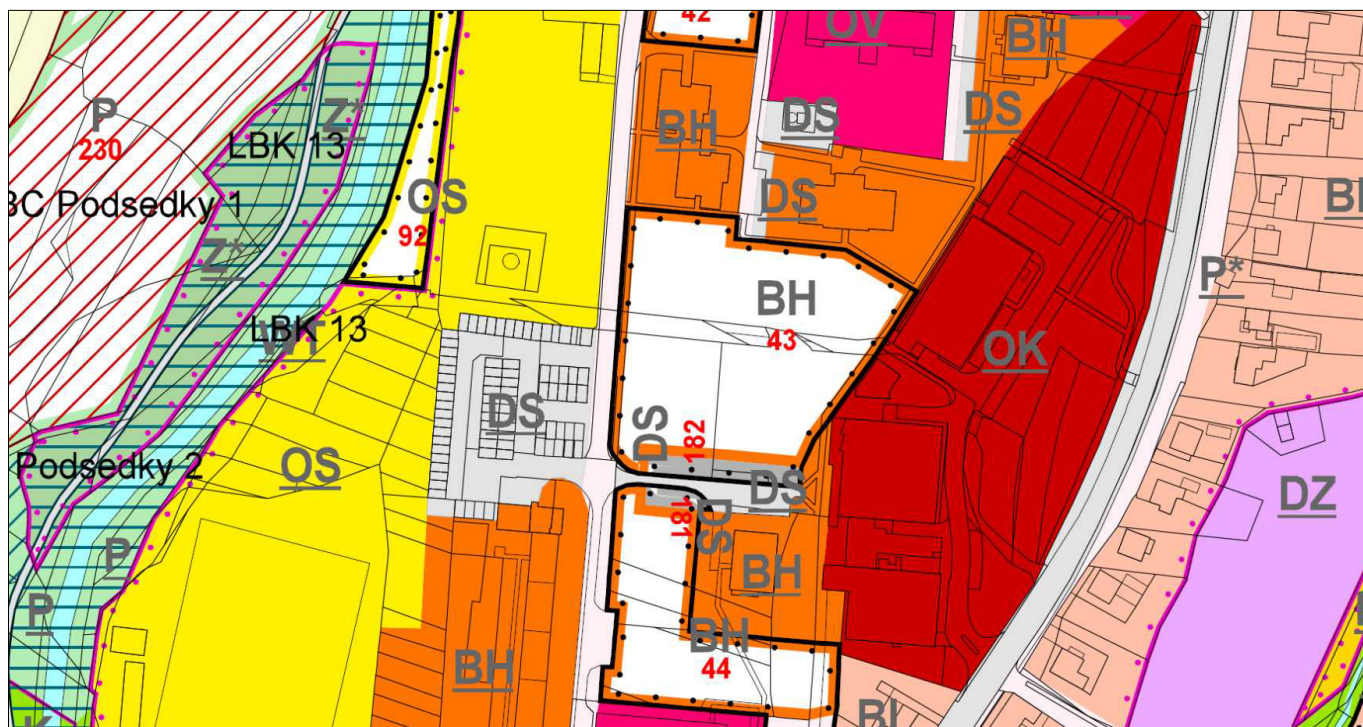 42
OV
BH
P
230
Z*
LBK 13
BH
DS
DS
BC Podsedky 1
OS
92
DS
BI
Z*
P*
BH
43
LBK 13
OK
DS
DS
182
Podsedky 2
OS
DS
DZ
181
DS
P
BH
P
BH
44
BH
BI
K